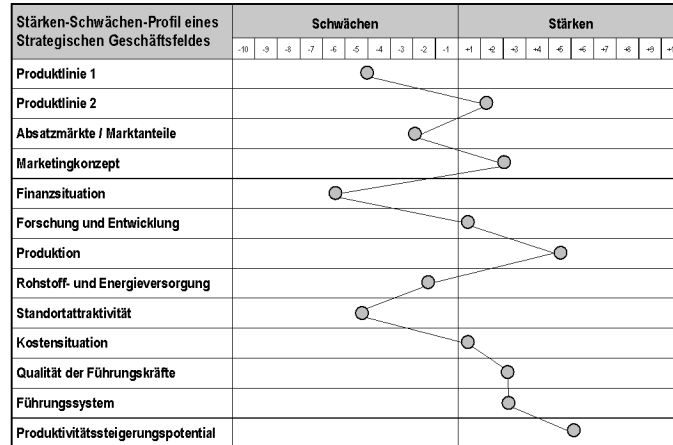 Stärken-Schwächen-Profil eines
Strategischen Geschäftsfeldes
Schwächen
Stärken
-10 -9 -8 -7 -6 -5 -4 -3 -2 -1 +1 +2 +3 +4 +5 +6 +7 +8 +9 +1
Produktlinie 1
Produktlinie 2
Absatzmärkte / Marktanteile
Marketingkonzept
Finanzsituation
Forschung und Entwicklung
Produktion
Rohstoff- und Energieversorgung
Standortattraktivität
Kostensituation
Qualität der Führungskräfte
Führungssystem
Produktivitätssteigerungspotential